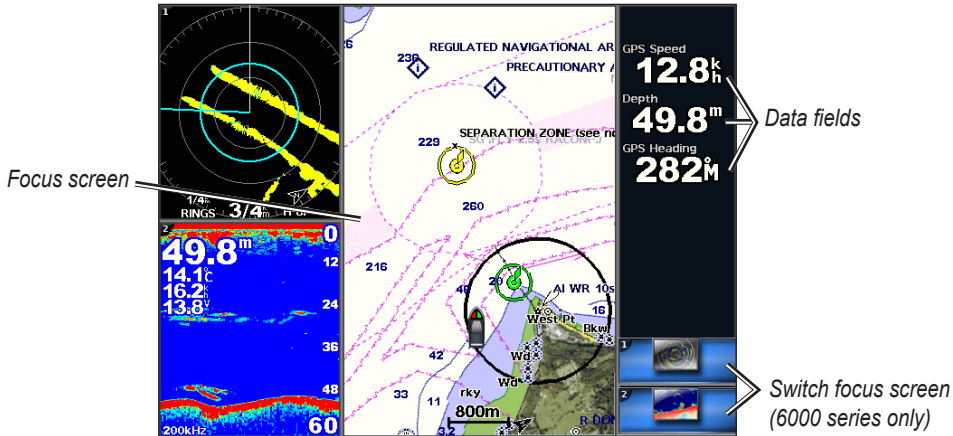 Focus screen
1
1/4
RINGS
3/4
2
49.8m
14.1°C
16.2kh
13.8V
0
12
24
36
48
60
200kHz
236
REGULATED NAVIGATIONAL AR
PRECAUTIONARY A
SEPARATION ZONE (see no
229
260
216
20
AI WR 10s
16
West Pt
Bkw
42
Wd
Wd
rky
33
11
800m
3.2
R DO
GPS Speed
12.8kh
Depth
49.8m
GPS Heading
282°M
1
2
Data fields
Switch focus screen
(6000 series only)